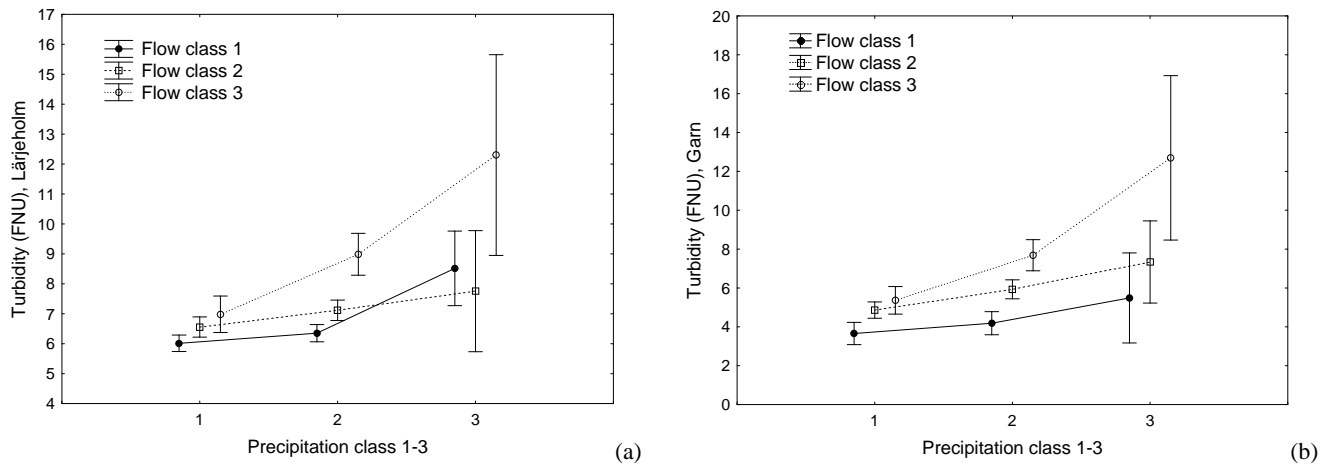 17
16
15
14
13
12
11
10
9
8
7
6
5
4
Turbidity (FNU), Lärjeholm
Flow class 1
Flow class 2
Flow class 3
1 2 3
Precipitation class 1-3
(a)
20
18
16
14
12
10
8
6
4
2
0
Turbidity (FNU), Garn
Flow class 1
Flow class 2
Flow class 3
1 2 3
Precipitation class 1-3
(b)